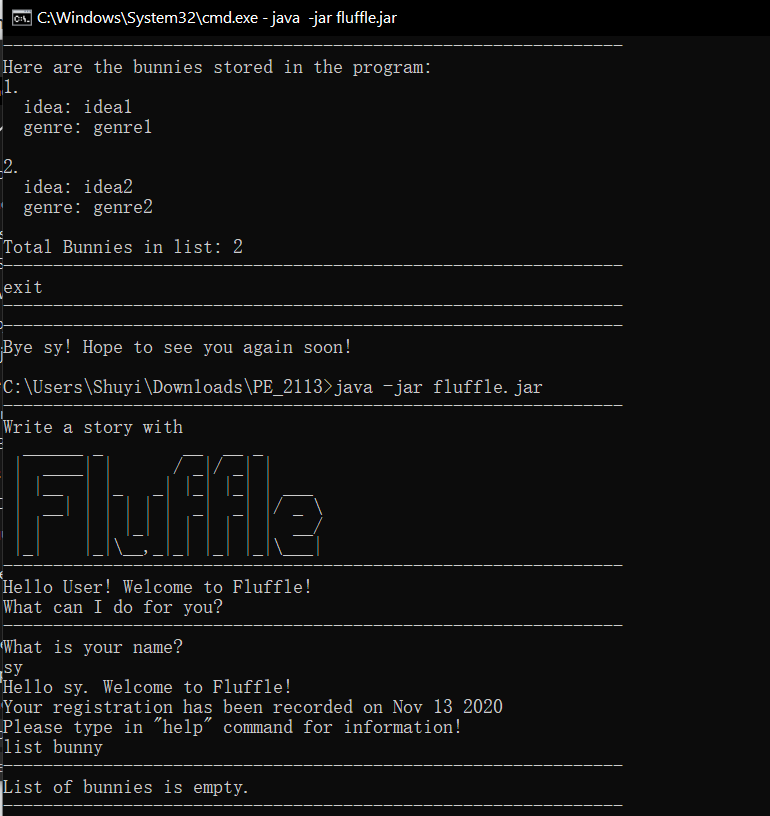 C:\Windows\System32\cmd.exe - java  -jar fluffle.jar
Here are the bunnies stored in the program:
1.
idea: idea1
genre: genre1
2.
idea: idea2
genre: genre2
Total Bunnies in list: 2
exit
Bye sy! Hope to see you again soon!
C:\Users\Shuyi\Downloads\PE_2113>java -jar fluffle.jar
Write a story with
Fluffle
Hello User! Welcome to Fluffle!
What can I do for you?
What is your name?
sy
Hello sy. Welcome to Fluffle!
Your registration has been recorded on Nov 13 2020
Please type in "help" command for information!
list bunny
List of bunnies is empty.